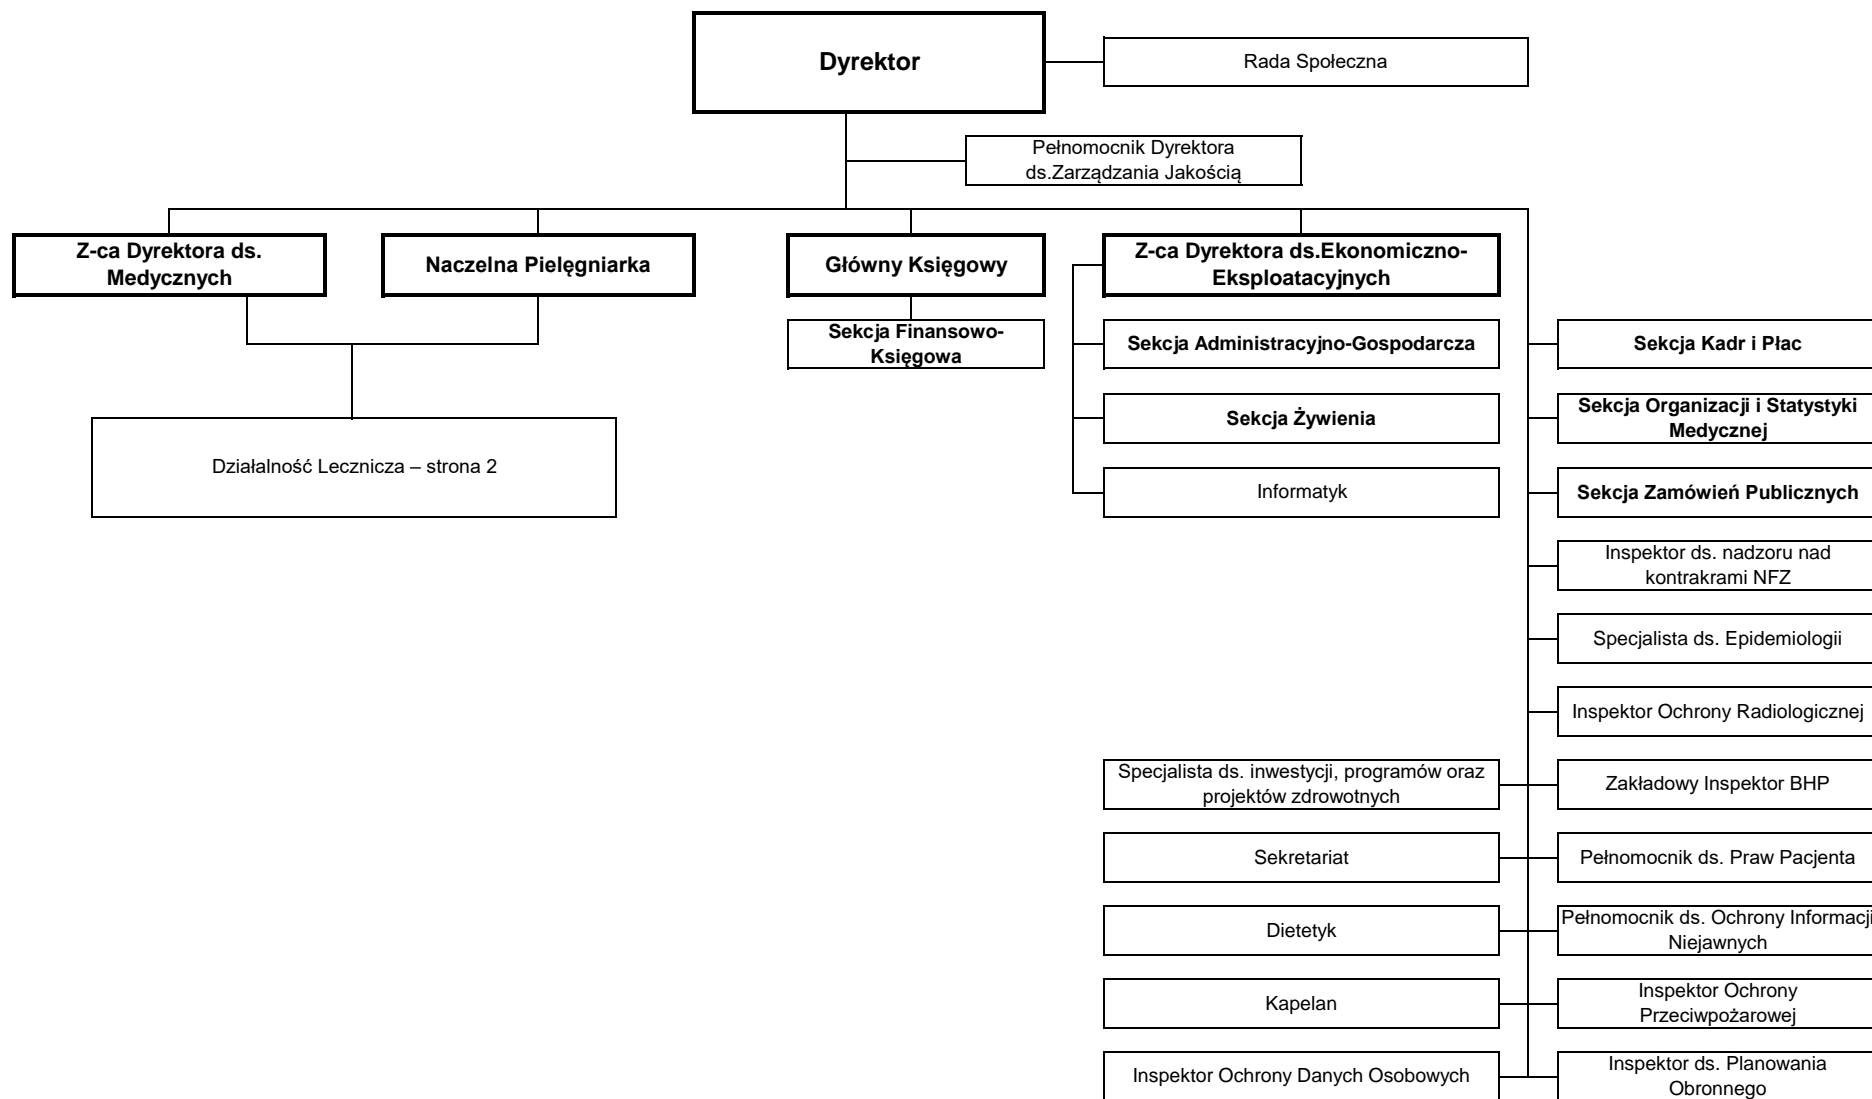 Dyrektor
Rada Społeczna
Pełnomocnik Dyrektora
ds.Zarządzania Jakością
Z-ca Dyrektora ds.
Medycznych
Naczelna Pielęgniarka
Główny Księgowy
Z-ca Dyrektora ds.Ekonomiczno-
Eksploatacyjnych
Sekcja Finansowo-
Księgowa
Sekcja Administracyjno-Gospodarcza
Sekcja Kadr i Płac
Działalność Lecznicza – strona 2
Sekcja Żywienia
Sekcja Organizacji i Statystyki
Medycznej
Informatyk
Sekcja Zamówień Publicznych
Inspektor ds. nadzoru nad
kontrakrami NFZ
Specjalista ds. Epidemiologii
Inspektor Ochrony Radiologicznej
Specjalista ds. inwestycji, programów oraz
projektów zdrowotnych
Zakładowy Inspektor BHP
Sekretariat
Pełnomocnik ds. Praw Pacjenta
Dietetyk
Pełnomocnik ds. Ochrony Informacji
Niejawnych
Kapelan
Inspektor Ochrony
Przeciwpożarowej
Inspektor Ochrony Danych Osobowych
Inspektor ds. Planowania
Obronnego